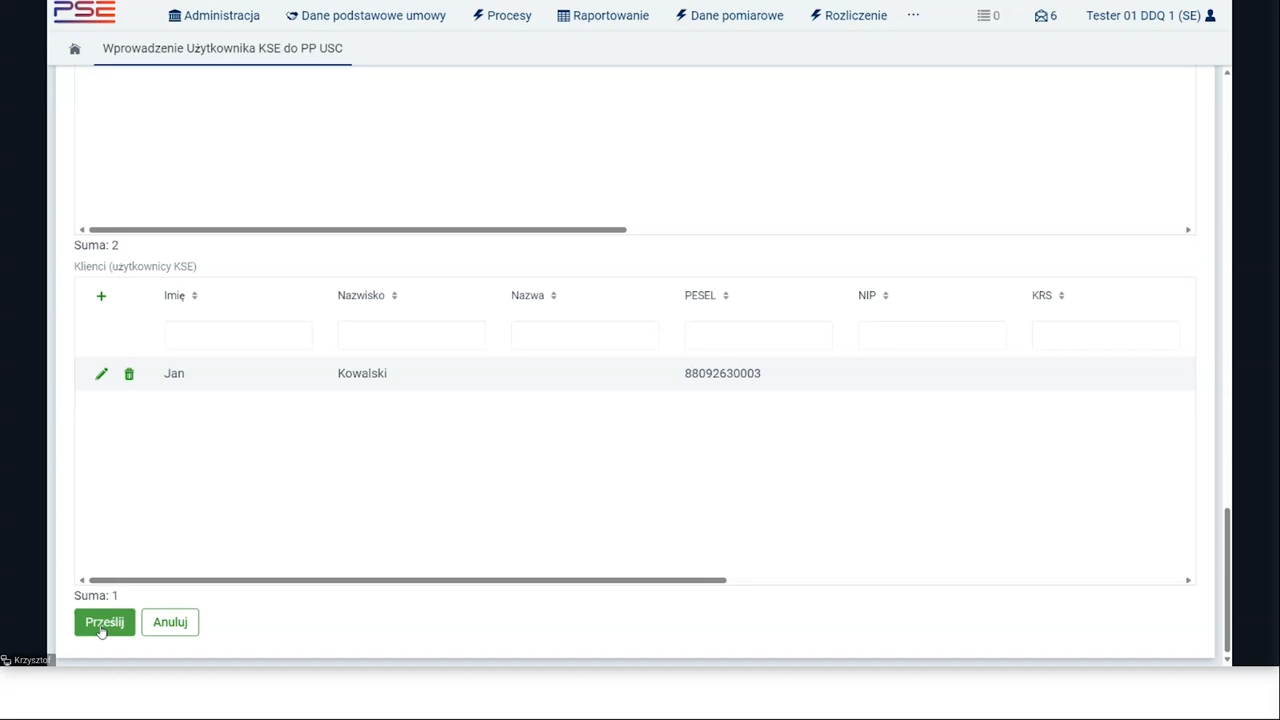 PSE
Administracja Dane podstawowe umowy Procesy Raportowanie Dane pomiarowe Rozliczenie ... 0 6 Tester 01 DDQ 1 (SE)
Wprowadzenie Użytkownika KSE do PP USC
Suma: 2
Klienci (użytkownicy KSE)
+ Imię Nazwisko Nazwa PESEL NIP KRS
Jan Kowalski 88092630003
Suma: 1
Prześlij Anuluj
Krzysztof